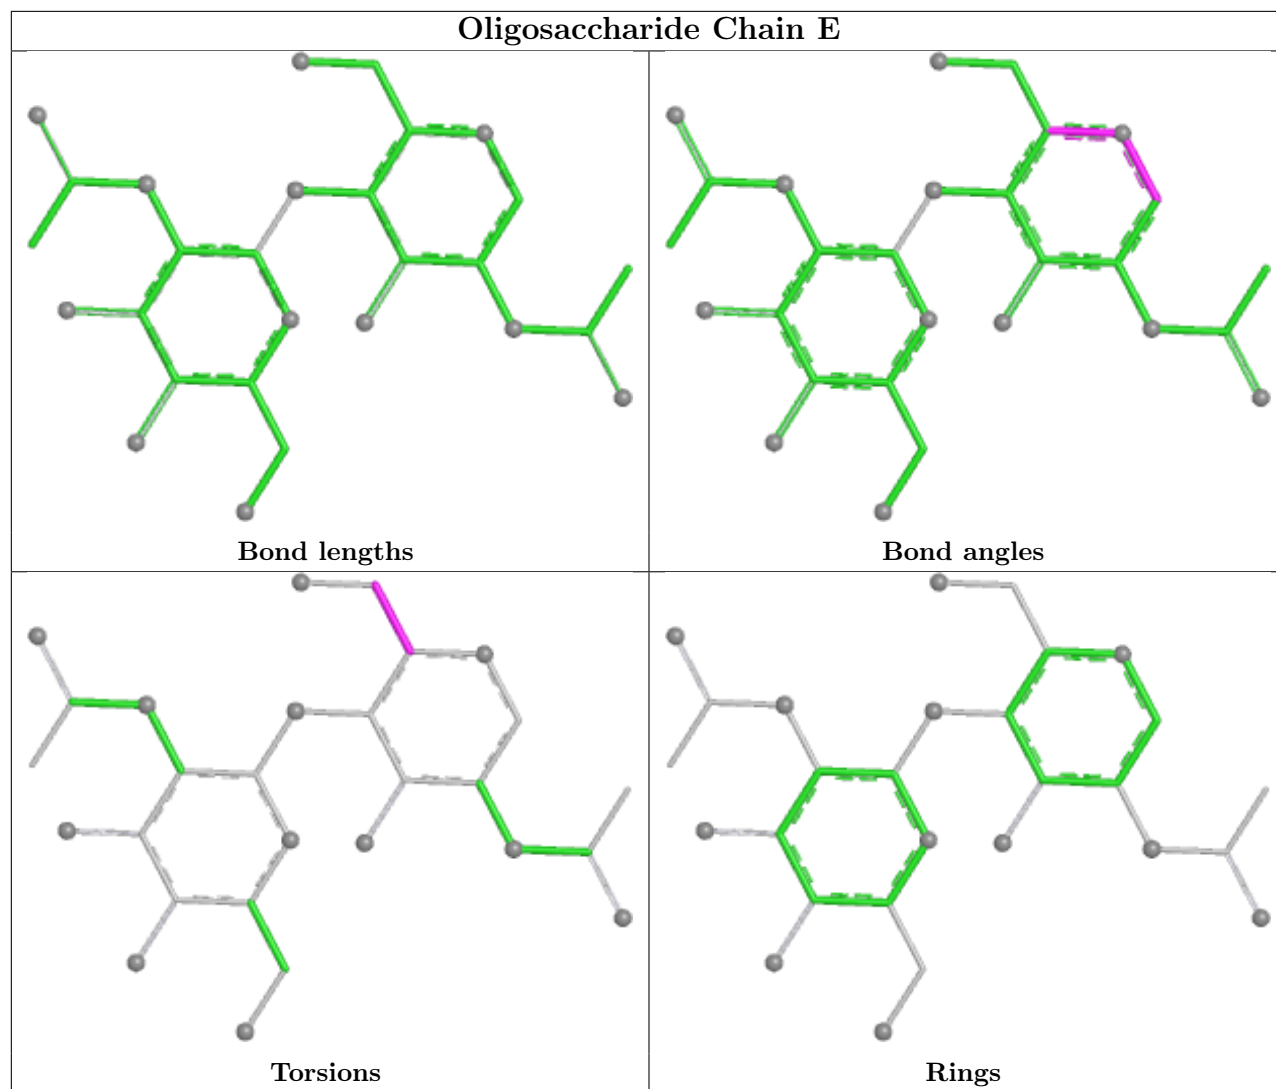 Oligosaccharide Chain E
Bond lengths
Bond angles
Torsions
Rings